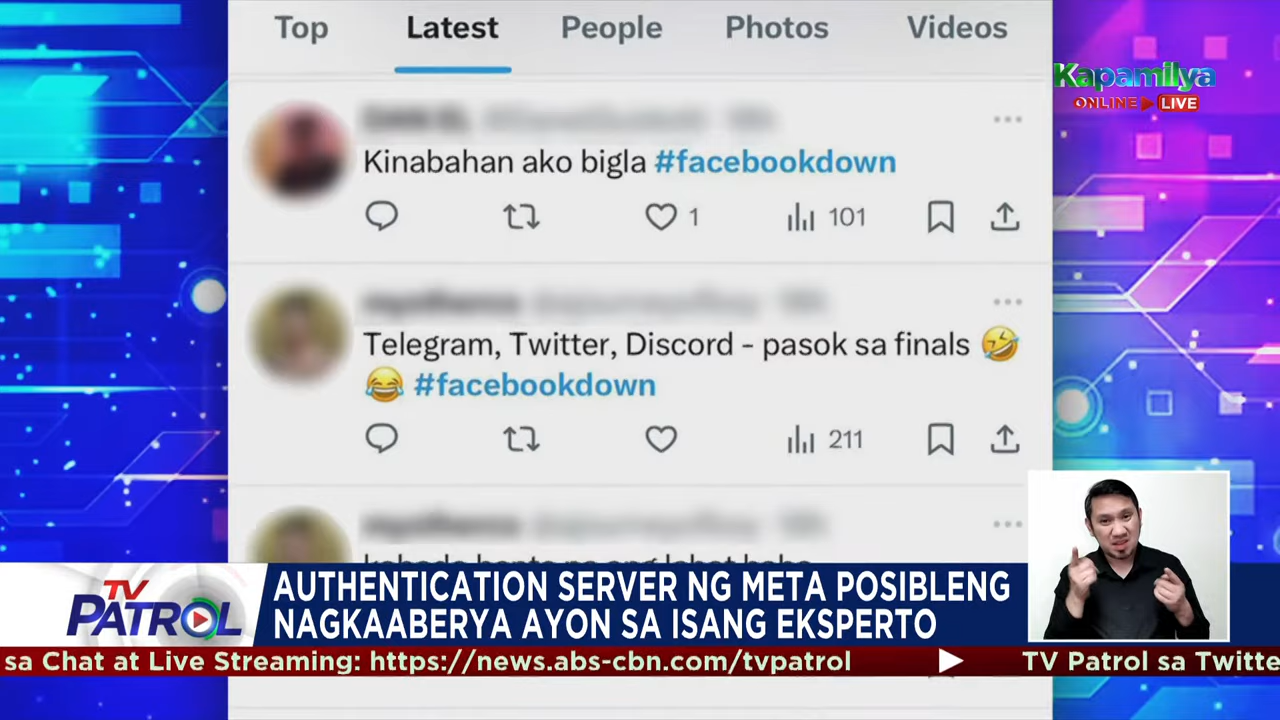 Top Latest People Photos Videos
Kapamilya
ONLINE LIVE
Kinabahan ako bigla #facebookdown
1 101
Telegram, Twitter, Discord - pasok sa finals 🤣
😂 #facebookdown
211
TV PATROL
AUTHENTICATION SERVER NG META POSIBLENG
NAGKAABERYA AYON SA ISANG EKSPERTO
sa Chat at Live Streaming: https://news.abs-cbn.com/tvpatrol TV Patrol sa Twitte